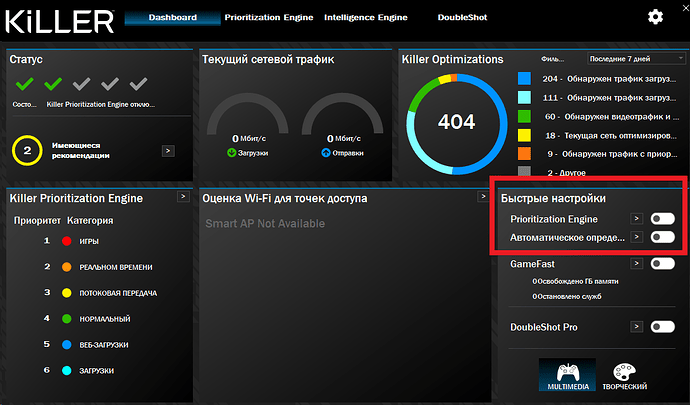 KiLLER
Dashboard
Prioritization Engine
Intelligence Engine
DoubleShot
Статус
Состо...
Killer Prioritization Engine отклю...
2
Имеющиеся
рекомендации
>
Текущий сетевой трафик
0 Мбит/с
Загрузки
0 Мбит/с
Отправки
Killer Optimizations
Филь...
Последние 7 дней
404
204 - Обнаружен трафик загруз...
111 - Обнаружен трафик загруз...
60 - Обнаружен видеотрафик и ...
18 - Текущая сеть оптимизиров...
9 - Обнаружен трафик с приор...
2 - Другое
Killer Prioritization Engine
>
Приоритет Категория
1 ИГРЫ
2 РЕАЛЬНОМ ВРЕМЕНИ
3 ПОТОКОВАЯ ПЕРЕДАЧА
4 НОРМАЛЬНЫЙ
5 ВЕБ-ЗАГРУЗКИ
6 ЗАГРУЗКИ
Оценка Wi-Fi для точек доступа
>
Smart AP Not Available
Быстрые настройки
Prioritization Engine >
Автоматическое опреде... >
GameFast >
0Освобождено ГБ памяти
0Остановлено служб
DoubleShot Pro >
MULTIMEDIA
ТВОРЧЕСКИЙ